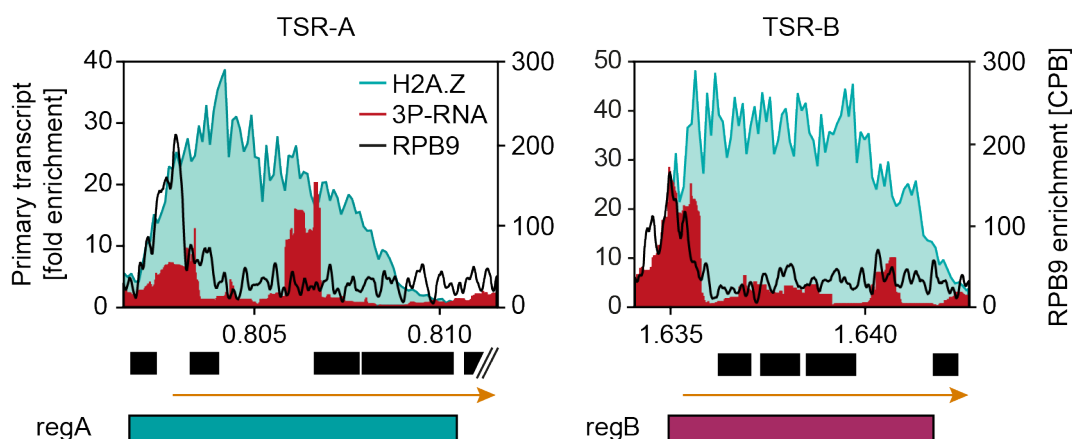 TSR-A
TSR-B
Primary transcript
[fold enrichment]
40
30
20
10
0
300
200
100
0
H2A.Z
3P-RNA
RPB9
0.805
0.810
50
40
30
20
10
0
300
200
100
0
RPB9 enrichment [CPB]
1.635
1.640
regA
regB